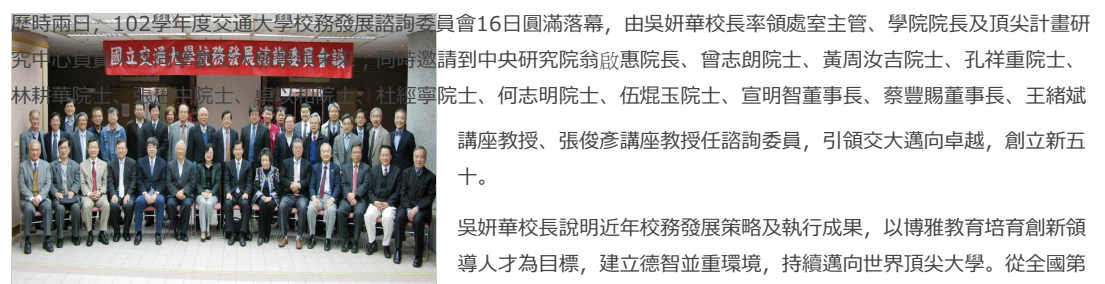 歷時兩日，102學年度交通大學校務發展諮詢委員會16日圓滿落幕，由吳妍華校長率領處室主管、學院院長及頂尖計畫研
究中心負責 同時邀請到中央研究院翁啟惠院長、曾志朗院士、黃周汝吉院士、孔祥重院士、
國立交通大學校務發展諮詢委員會議
林耕華院士、張 院士、 院士、杜經寧院士、何志明院士、伍焜玉院士、宣明智董事長、蔡豐賜董事長、王緒斌
講座教授、張俊彥講座教授任諮詢委員，引領交大邁向卓越，創立新五
十。
吳妍華校長說明近年校務發展策略及執行成果，以博雅教育培育創新領
導人才為目標，建立德智並重環境，持續邁向世界頂尖大學。從全國第